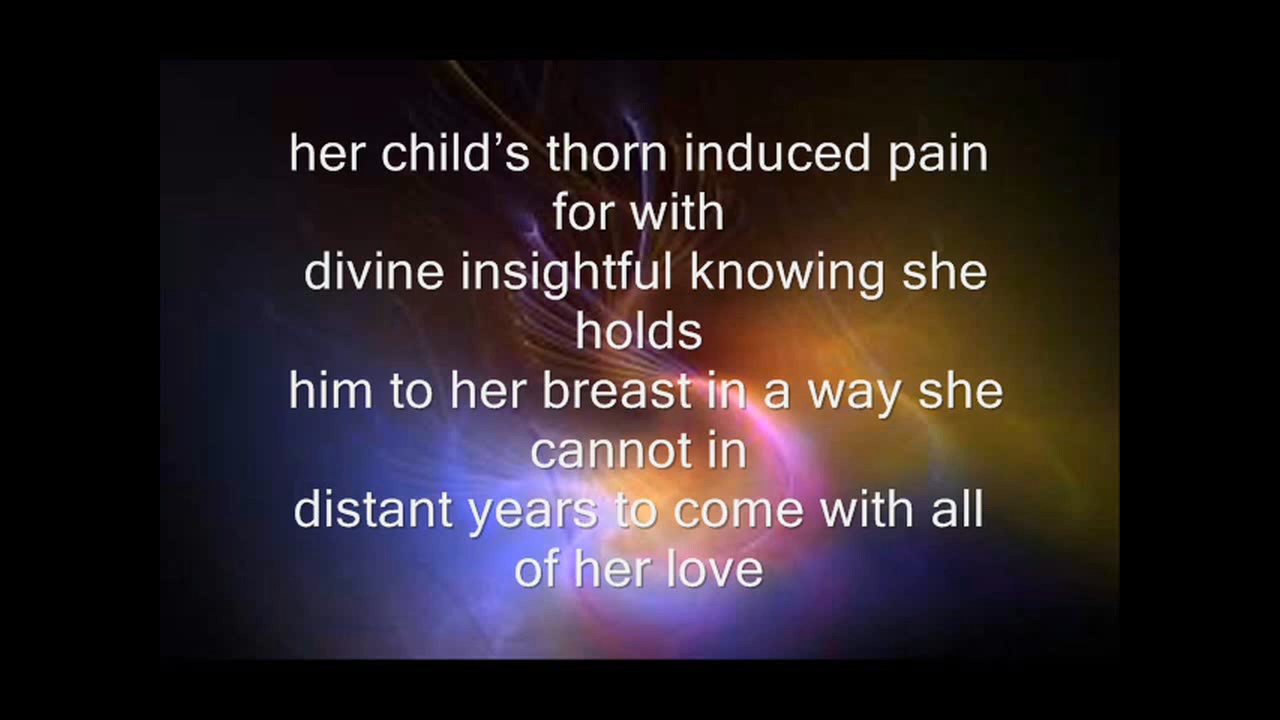 her child’s thorn induced pain
for with
divine insightful knowing she
holds
him to her breast in a way she
cannot in
distant years to come with all
of her love